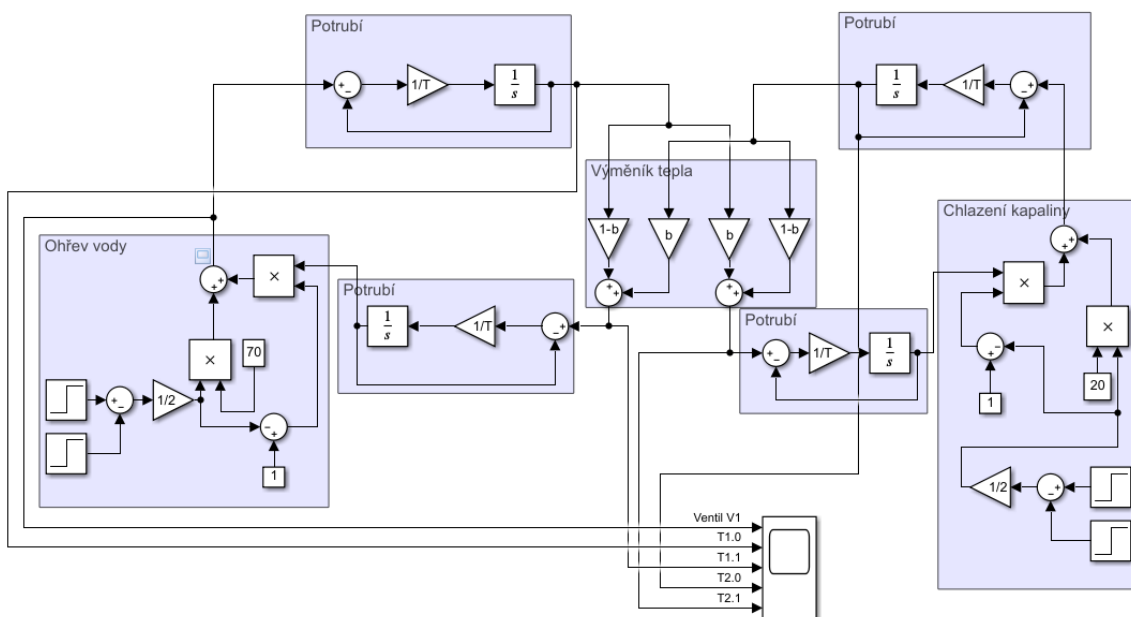 Potrubí
1/T
1
s
Potrubí
1
s
1/T
Výměník tepla
1-b
b
b
1-b
Chlazení kapaliny
×
×
20
1
1/2
Ohřev vody
×
×
70
1/2
1
Potrubí
1
s
1/T
Potrubí
1/T
1
s
Ventil V1
T1.0
T1.1
T2.0
T2.1